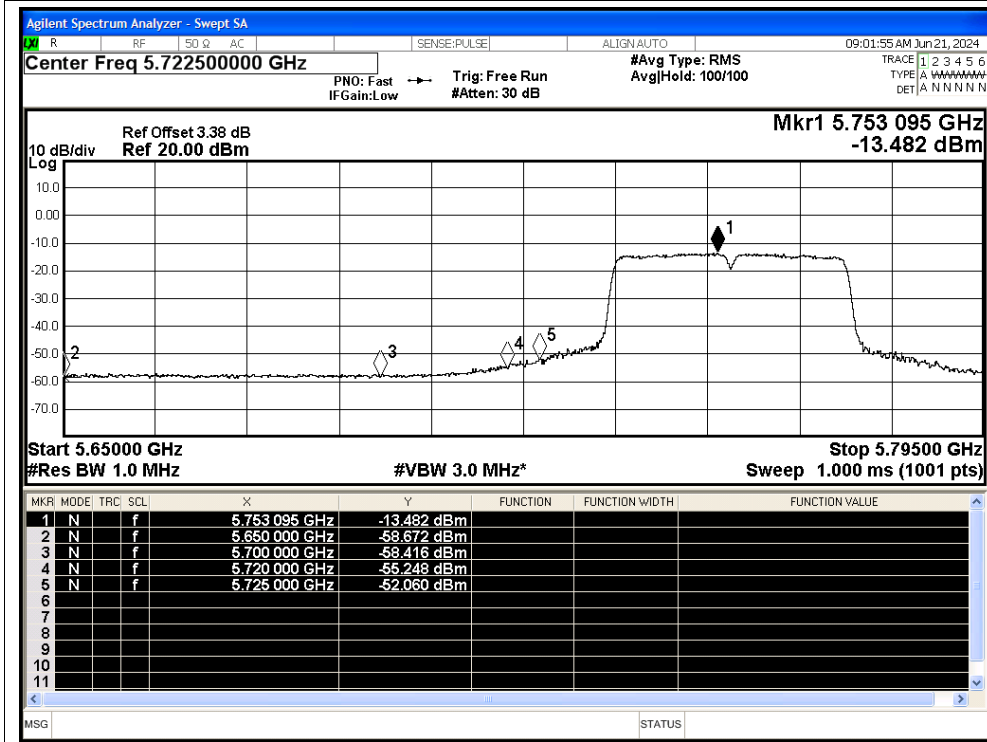 Agilent Spectrum Analyzer - Swept SA
LXI R RF 50 Ω AC SENSE:PULSE ALIGN AUTO 09:01:55 AM Jun 21, 2024
Center Freq 5.722500000 GHz
PNO: Fast
IFGain:Low
Trig: Free Run
#Atten: 30 dB
#Avg Type: RMS
Avg|Hold: 100/100
TRACE 1 2 3 4 5 6
TYPE A WWWWW
DET A N N N N N
Ref Offset 3.38 dB
10 dB/div Ref 20.00 dBm
Log
Mkr1 5.753 095 GHz
-13.482 dBm
10.0
0.00
-10.0
-20.0
-30.0
-40.0
-50.0
-60.0
-70.0
1
2
3
4
5
Start 5.65000 GHz Stop 5.79500 GHz
#Res BW 1.0 MHz #VBW 3.0 MHz* Sweep 1.000 ms (1001 pts)
MKR MODE TRC SCL X Y FUNCTION FUNCTION WIDTH FUNCTION VALUE
1 N f 5.753 095 GHz -13.482 dBm
2 N f 5.650 000 GHz -58.672 dBm
3 N f 5.700 000 GHz -58.416 dBm
4 N f 5.720 000 GHz -55.248 dBm
5 N f 5.725 000 GHz -52.060 dBm
6
7
8
9
10
11
MSG STATUS